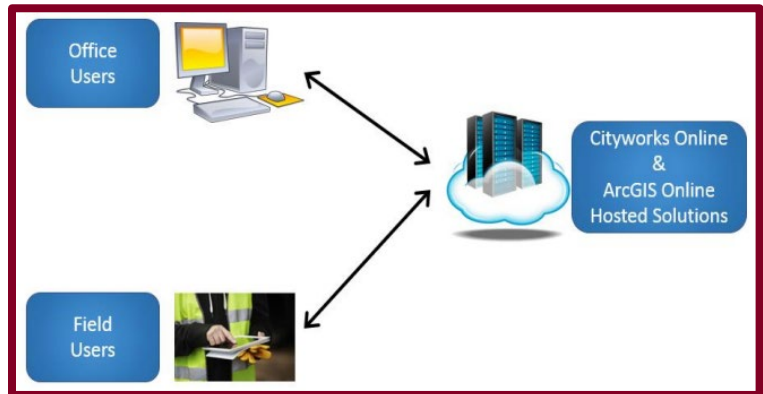 Office
Users
Cityworks Online
&
ArcGIS Online
Hosted Solutions
Field
Users